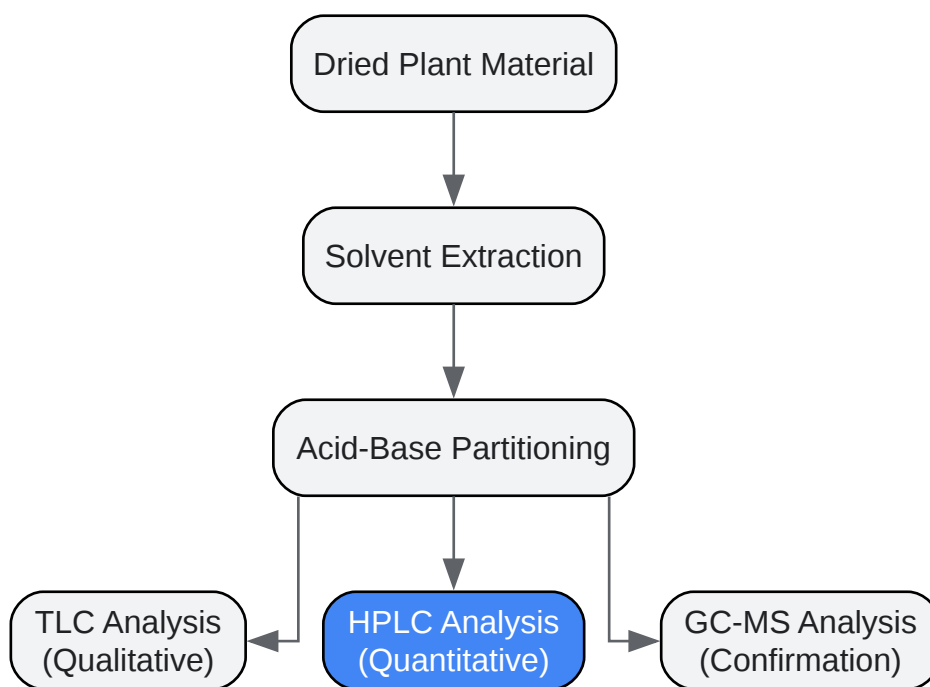 Dried Plant Material
Solvent Extraction
Acid-Base Partitioning
TLC Analysis
(Qualitative)
HPLC Analysis
(Quantitative)
GC-MS Analysis
(Confirmation)